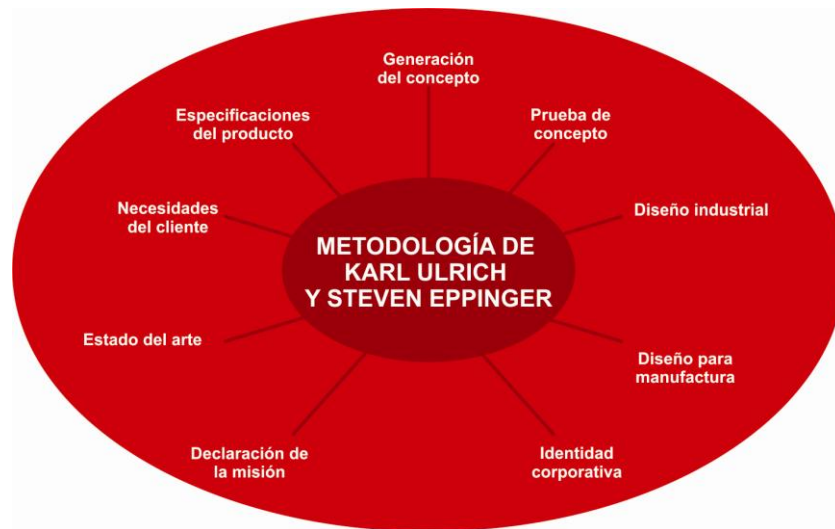 Generación
del concepto
Especificaciones
del producto
Prueba de
concepto
Necesidades
del cliente
Diseño industrial
METODOLOGÍA DE
KARL ULRICH
Y STEVEN EPPINGER
Estado del arte
Diseño para
manufactura
Declaración de
la misión
Identidad
corporativa